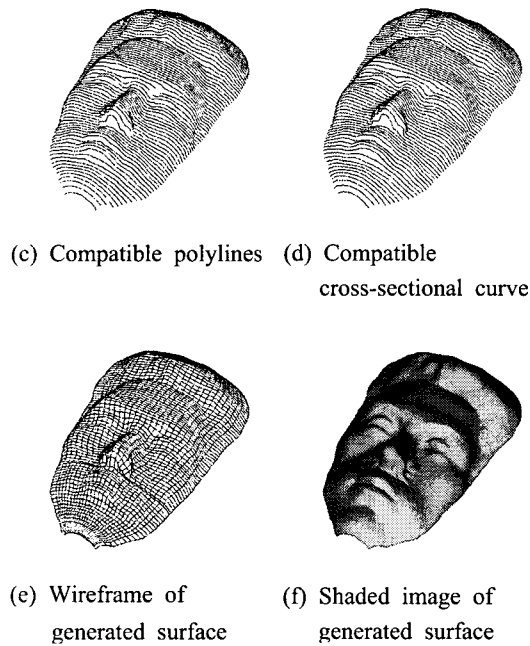 (c) Compatible polylines
(d) Compatible
cross-sectional curve
(e) Wireframe of
generated surface
(f) Shaded image of
generated surface